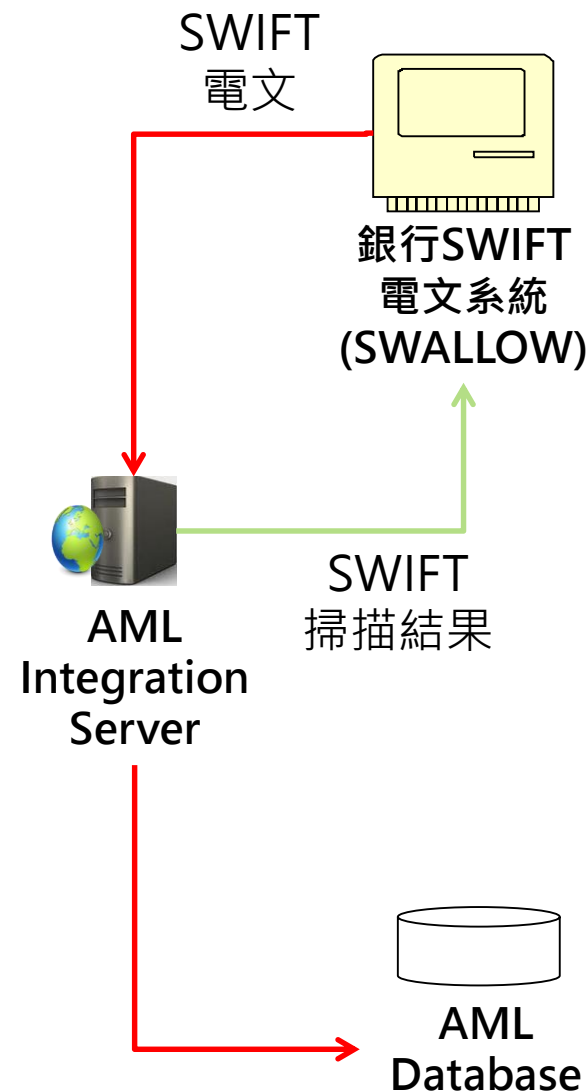 SWIFT
電文
銀行SWIFT
電文系統
(SWALLOW)
SWIFT
掃描結果
AML
Integration
Server
AML
Database